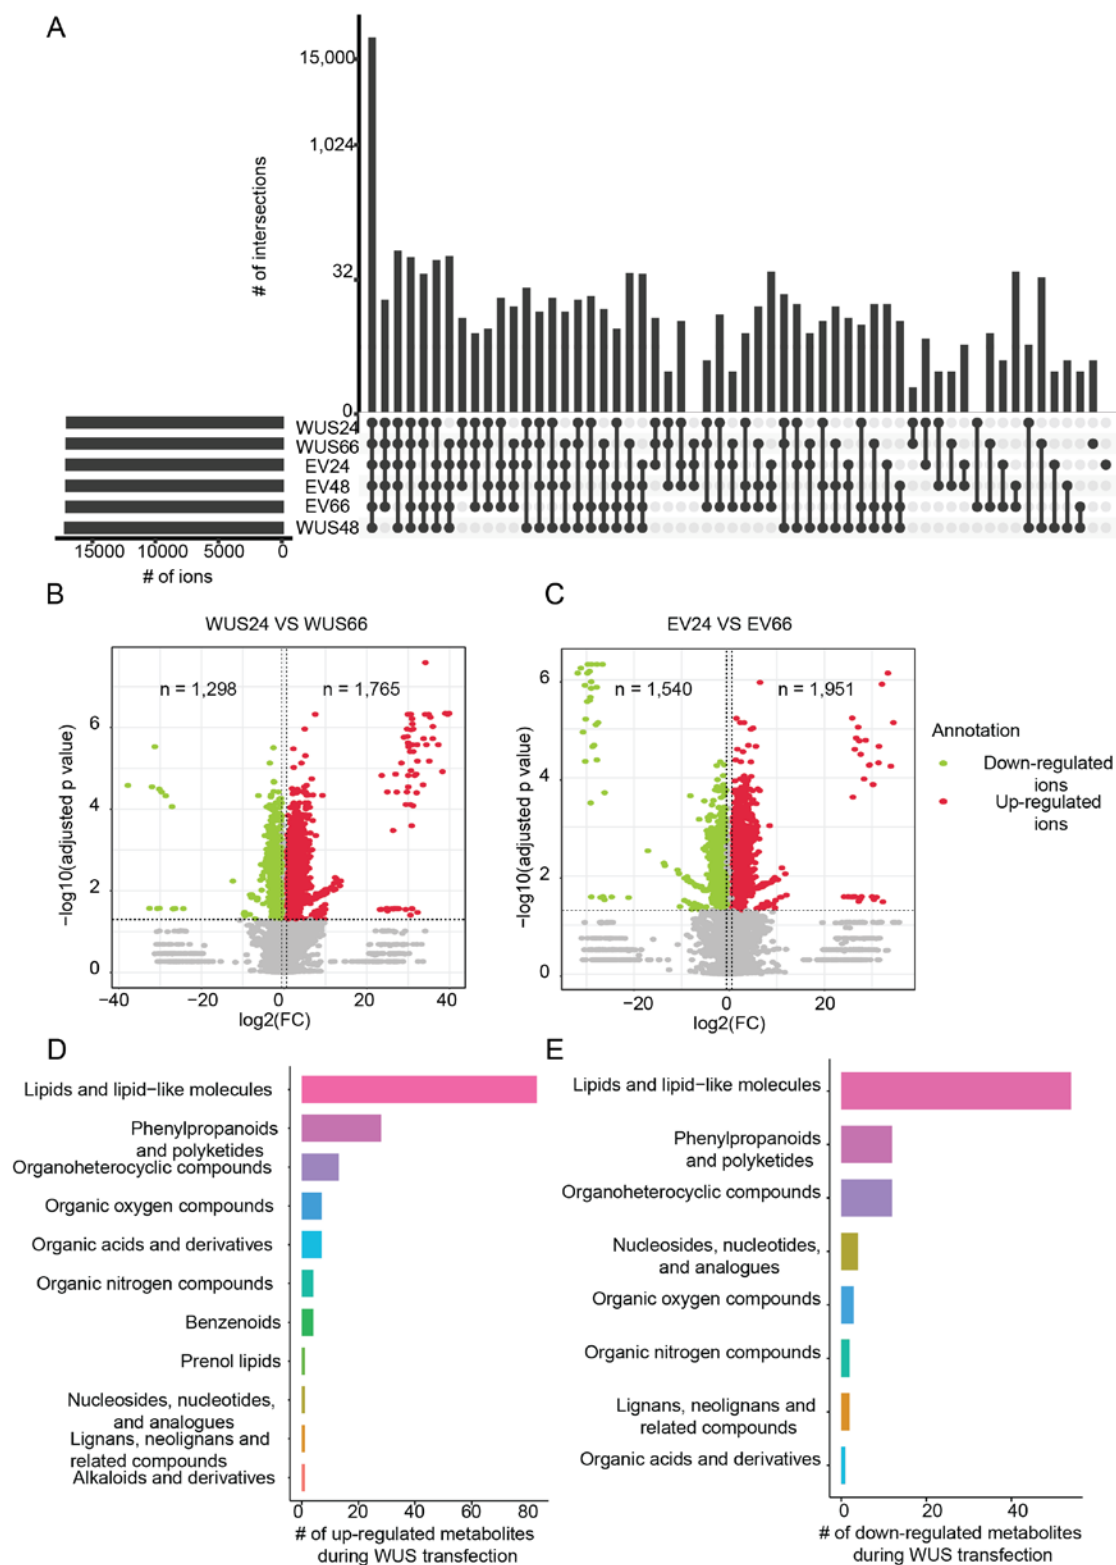 A
# of intersections
15,000
1,024
32
0
WUS24
WUS66
EV24
EV48
EV66
WUS48
15000 10000 5000 0
# of ions
B
WUS24 VS WUS66
n = 1,298
n = 1,765
−log10(adjusted p value)
6
4
2
0
−40 −20 0 20 40
log2(FC)
C
EV24 VS EV66
n = 1,540
n = 1,951
−log10(adjusted p value)
6
4
2
0
−20 0 20
log2(FC)
Annotation
Down-regulated
ions
Up-regulated
ions
D
Lipids and lipid−like molecules
Phenylpropanoids
and polyketides
Organoheterocyclic compounds
Organic oxygen compounds
Organic acids and derivatives
Organic nitrogen compounds
Benzenoids
Prenol lipids
Nucleosides, nucleotides,
and analogues
Lignans, neolignans and
related compounds
Alkaloids and derivatives
0 20 40 60 80
# of up-regulated metabolites
during WUS transfection
E
Lipids and lipid−like molecules
Phenylpropanoids
and polyketides
Organoheterocyclic compounds
Nucleosides, nucleotides,
and analogues
Organic oxygen compounds
Organic nitrogen compounds
Lignans, neolignans and
related compounds
Organic acids and derivatives
0 20 40
# of down-regulated metabolites
during WUS transfection